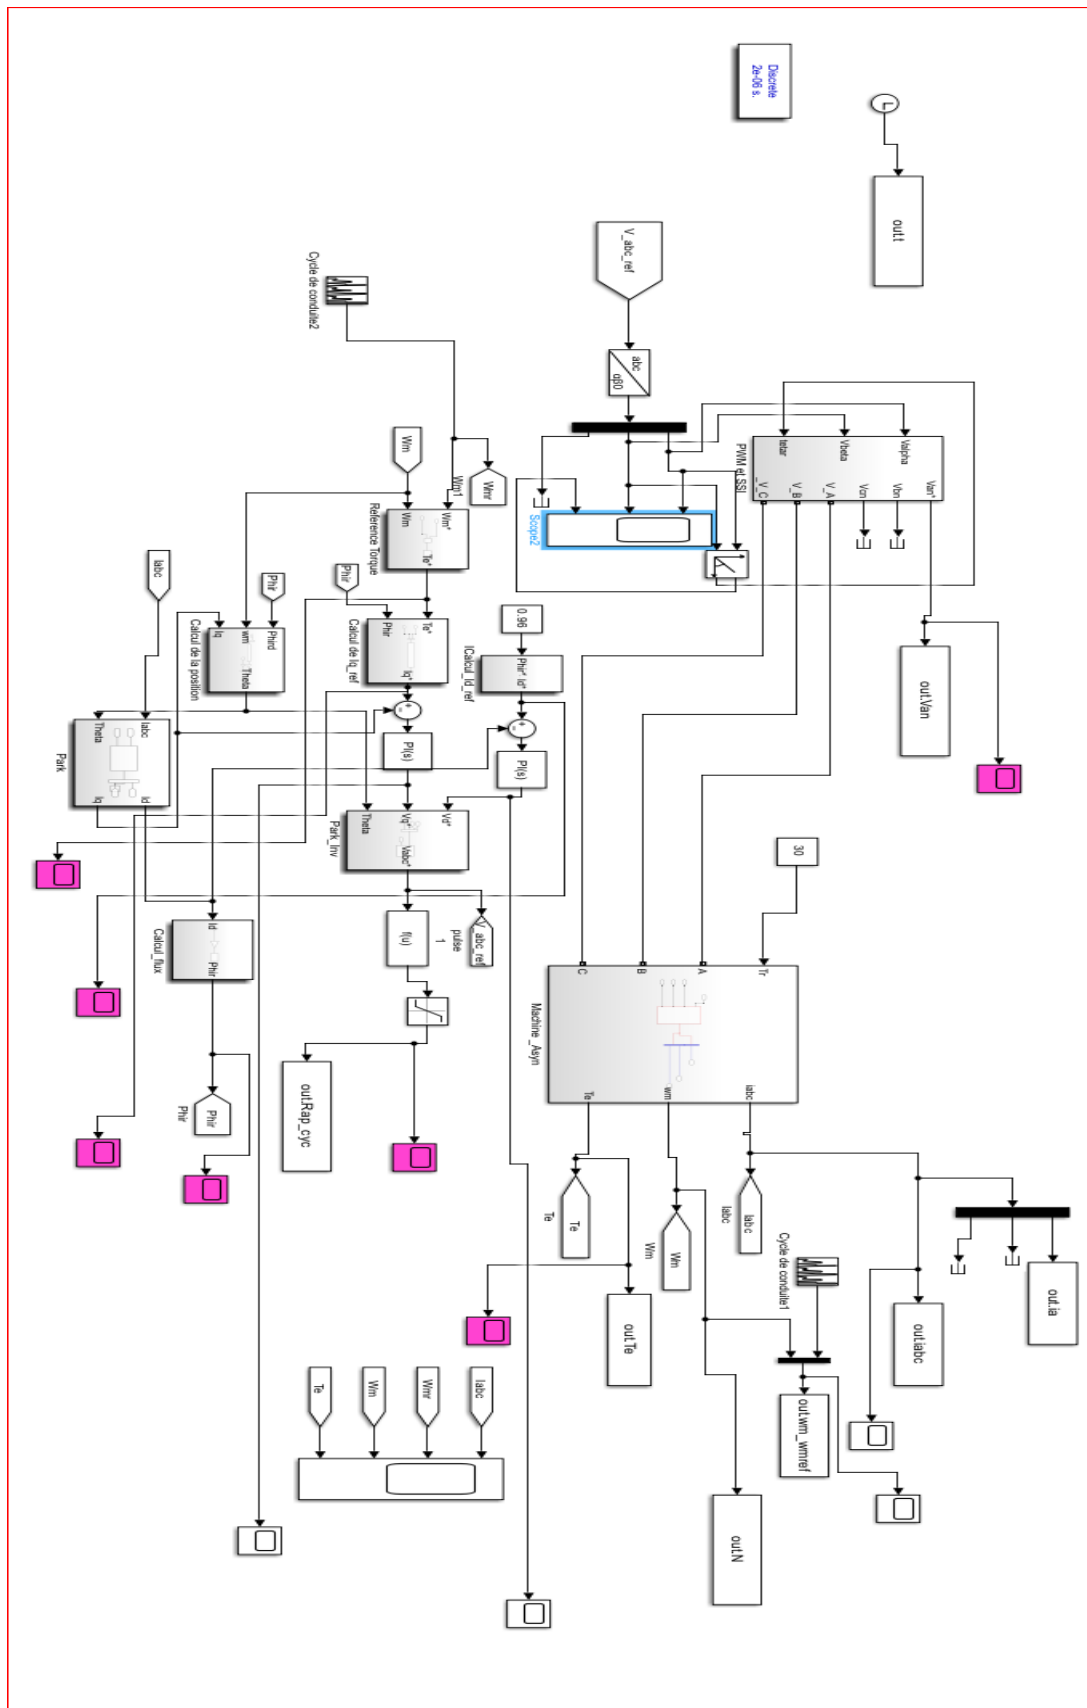 Discrete
2e-06 s.
out.t
V_abc_ref
abc
αβ0
Valpha
Vbeta
tetar
Van*
Vbn
Vcn
V_A
V_B
V_C
PWM et SSI
Scope2
out.Van
30
Tr
A
B
C
iabc
wm
Te
Machine _Asyn
Iabc
Iabc
Wm
Wm
Te
Te
out.ia
out.iabc
Cycle de conduite1
out.wm_wmref
out.N
out.Te
Cycle de conduite2
Wmr
Wm1
Wm
Wm*
Wm
Te*
Reference Torque
0.96
Phir*
Id*
ICalcul_Id_ref
PI(s)
Phir
Te*
Phir
Iq*
Calcul de Iq_ref
PI(s)
Vd*
Vq*
Theta
Vabc*
Park_Inv
V_abc_ref
pulse
1
f(u)
out.Rap_cyc
Iabc
Phir
Phird
wm
Iq
Theta
Calcul de la position
Iabc
Theta
Id
Iq
Park
Id
Phir
Calcul_flux
Phir
Phir
Iabc
Wmr
Wm
Te